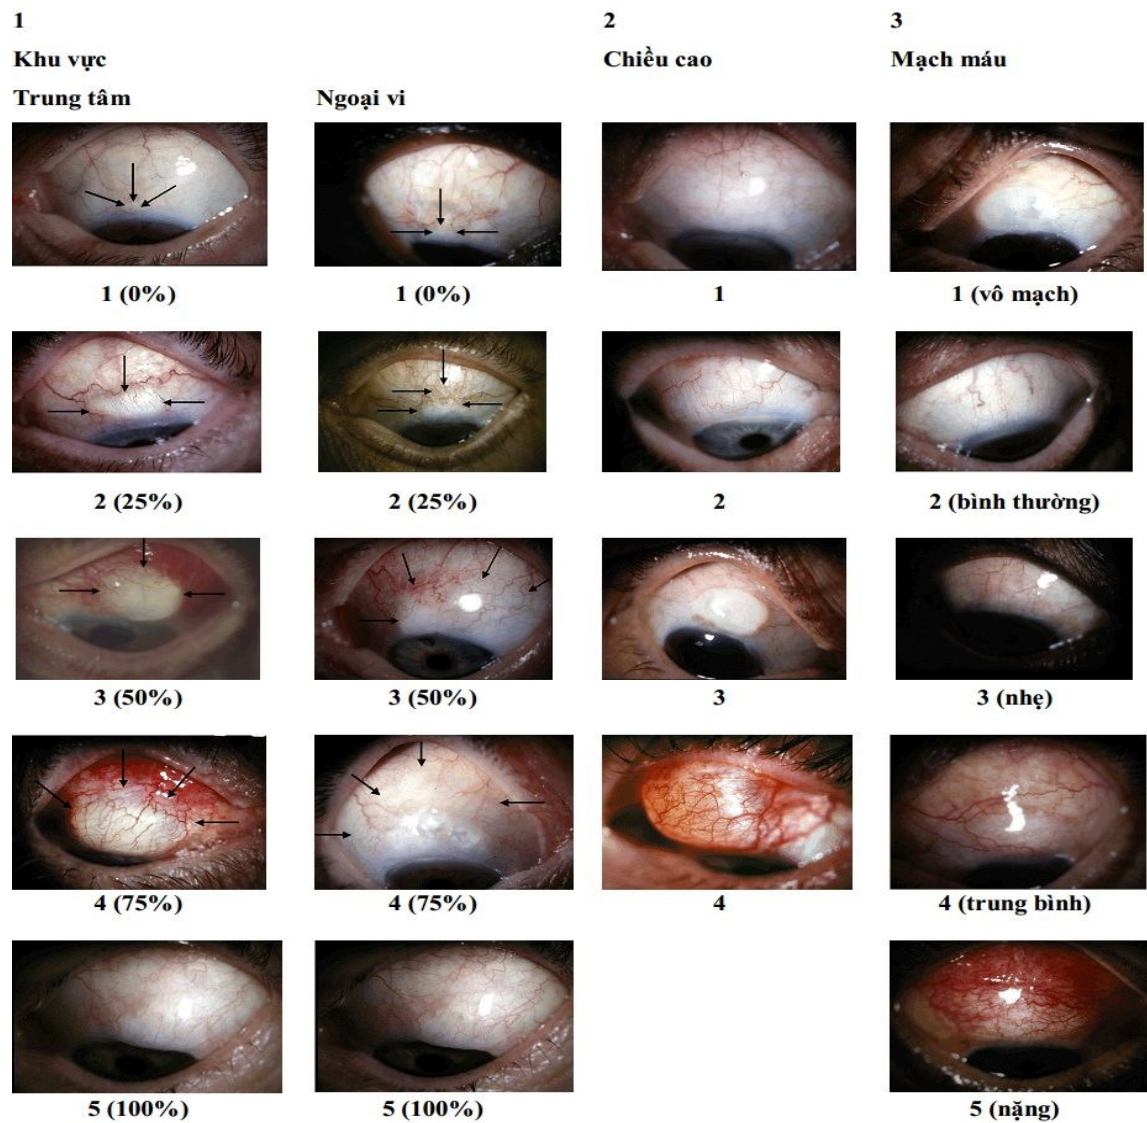 1
2
3
Khu vực
Chiều cao
Mạch máu
Trung tâm
Ngoại vi
1 (0%)
1 (0%)
1
1 (vô mạch)
2 (25%)
2 (25%)
2
2 (bình thường)
3 (50%)
3 (50%)
3
3 (nhẹ)
4 (75%)
4 (75%)
4
4 (trung bình)
5 (100%)
5 (100%)
5 (nặng)